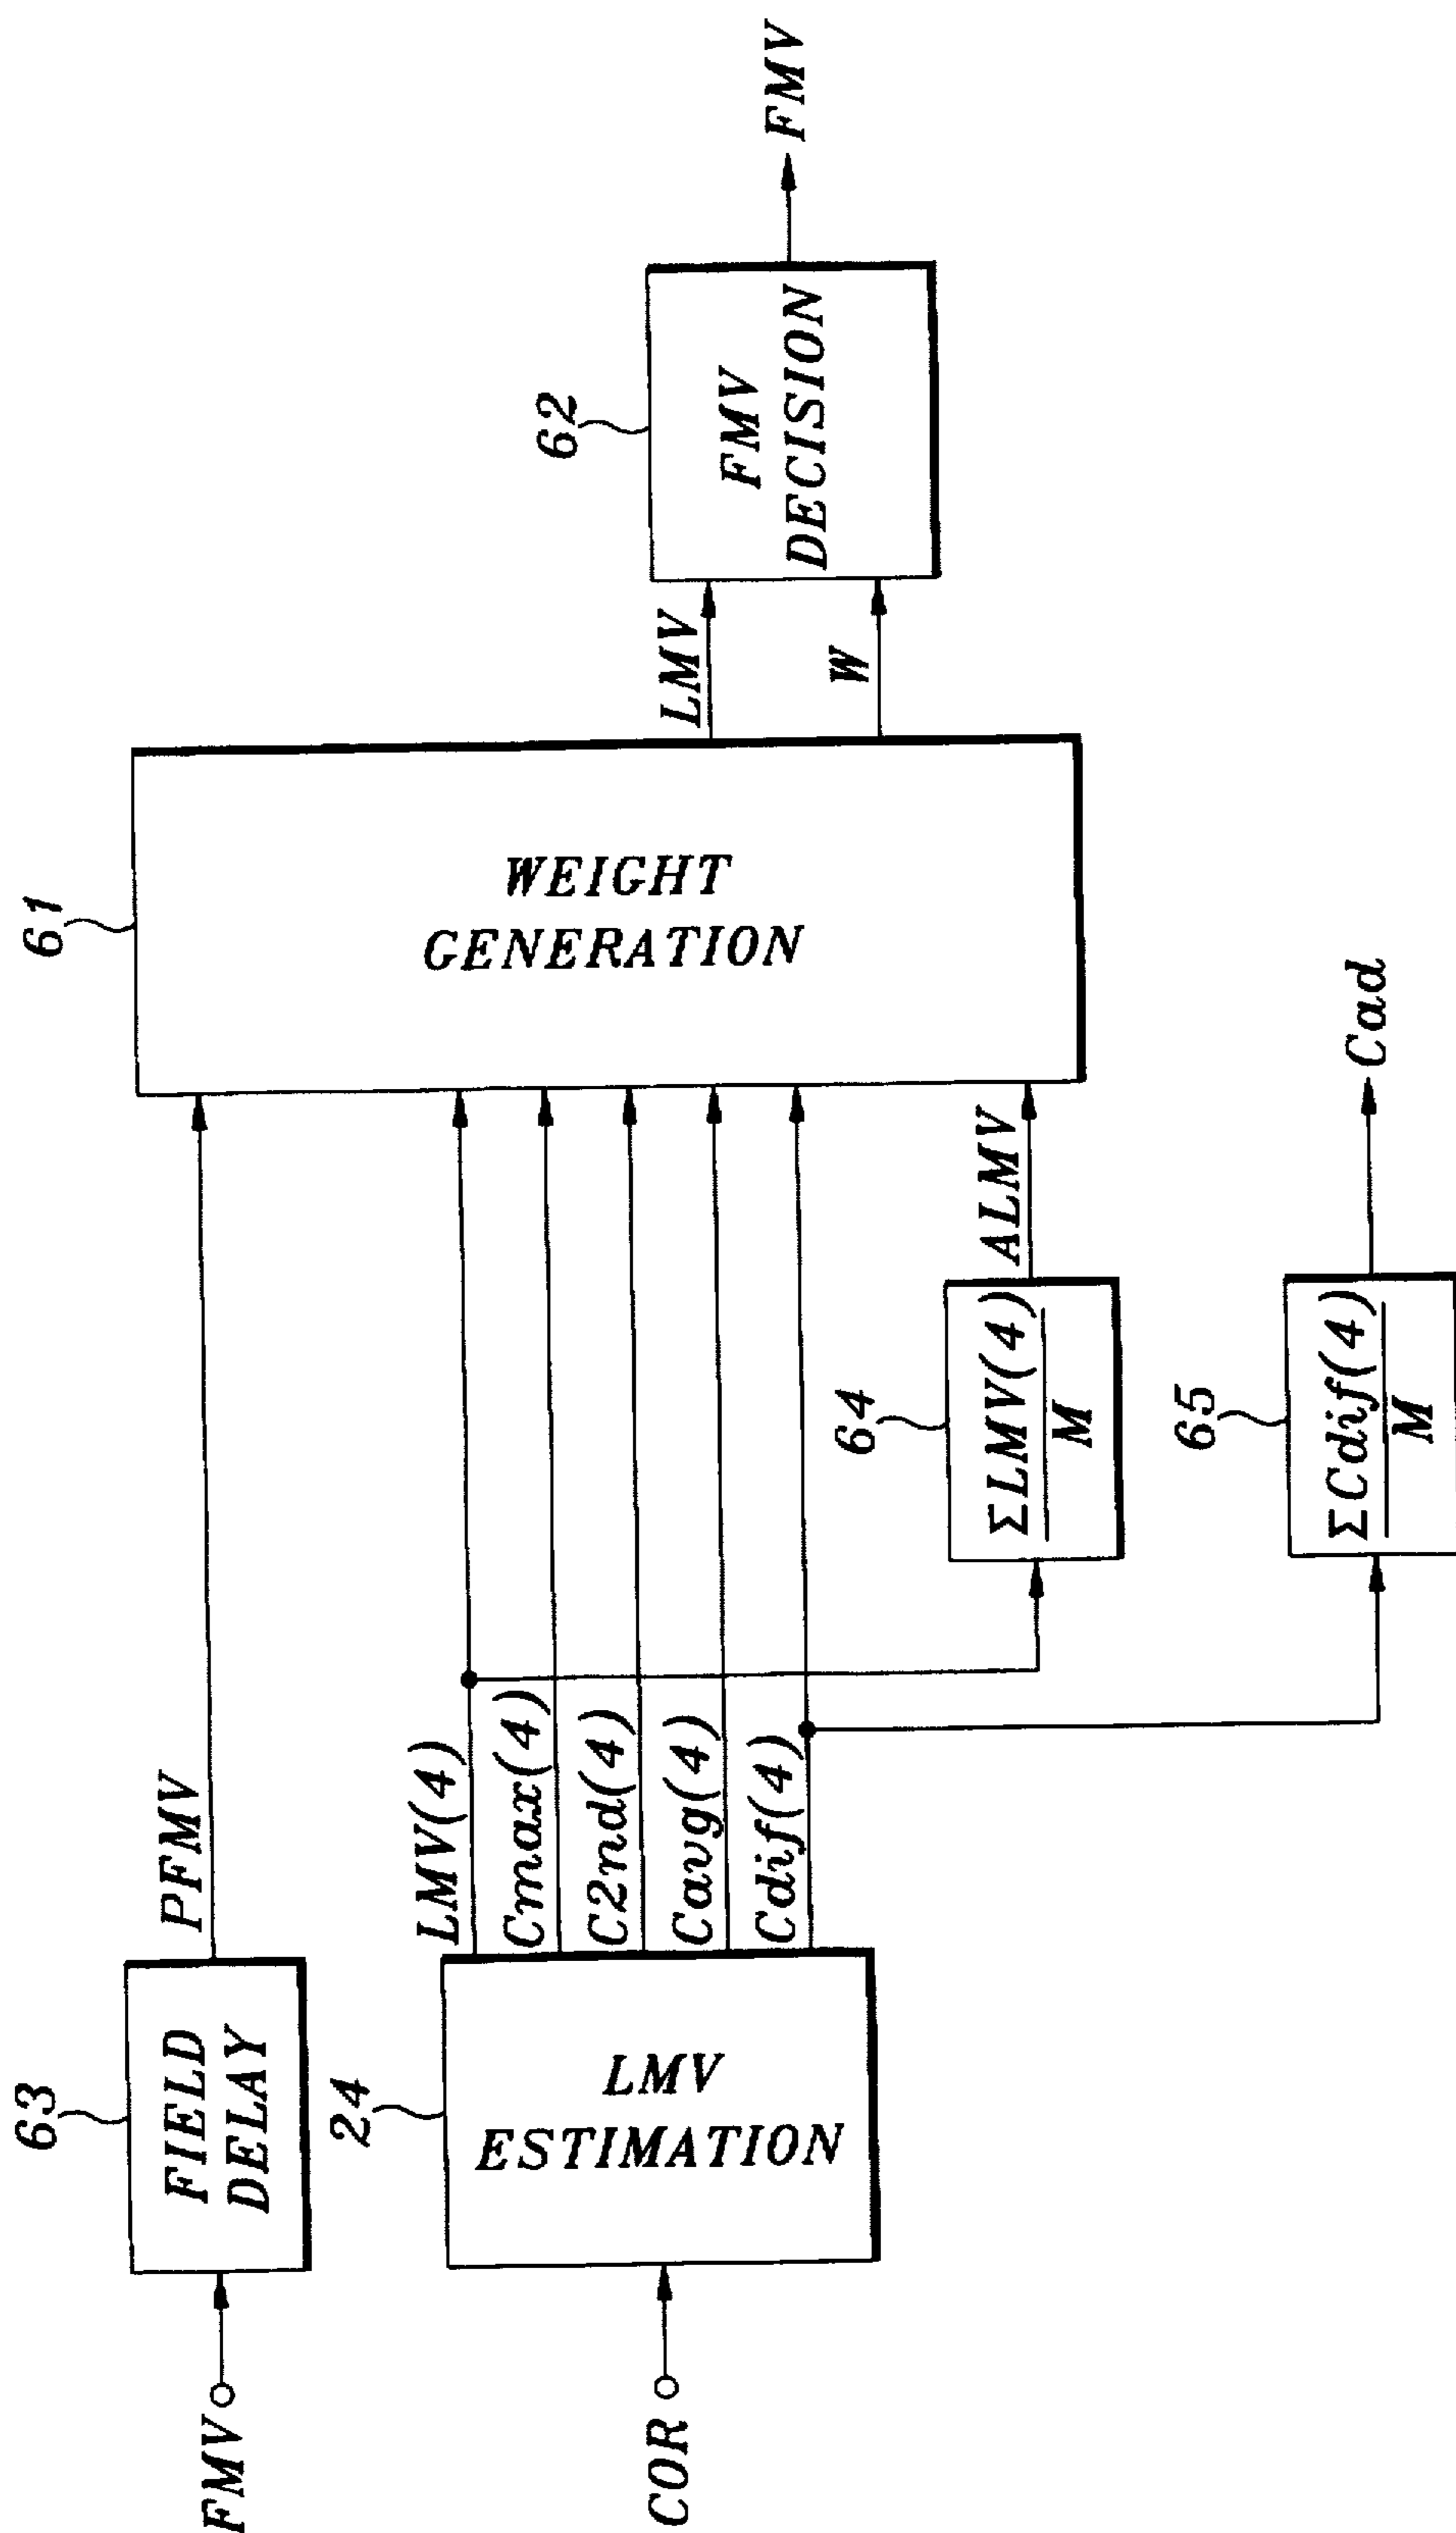 FMV
63
FIELD
DELAY
PFMV
COR
24
LMV
ESTIMATION
LMV(4)
Cmax(4)
C2nd(4)
Cavg(4)
Cdif(4)
64
ΣLMV(4)
M
ALMV
65
ΣCdif(4)
M
Cad
61
WEIGHT
GENERATION
LMV
W
62
FMV
DECISION
FMV